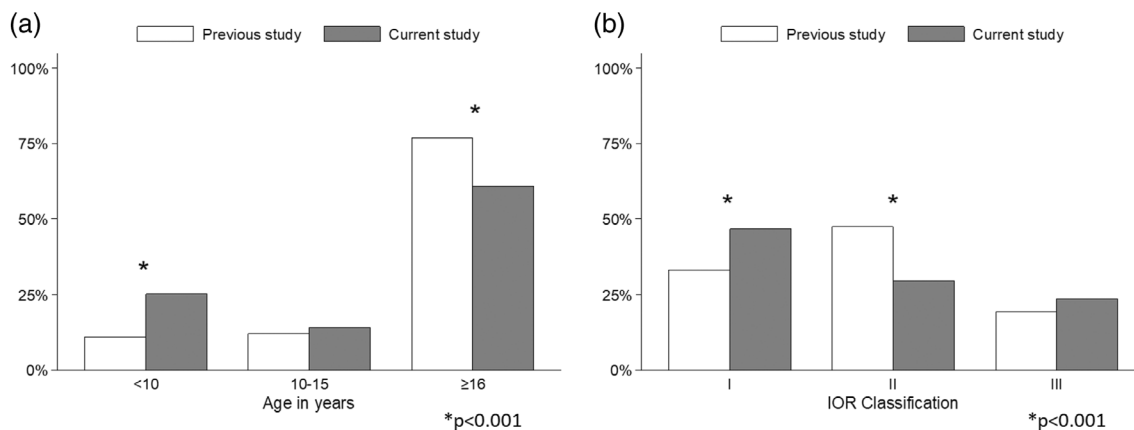 (a)
Previous study
Current study
100%
75%
50%
25%
0%
*
*
<10
10-15
≥16
Age in years
*p<0.001
(b)
Previous study
Current study
100%
75%
50%
25%
0%
*
*
I
II
III
IOR Classification
*p<0.001